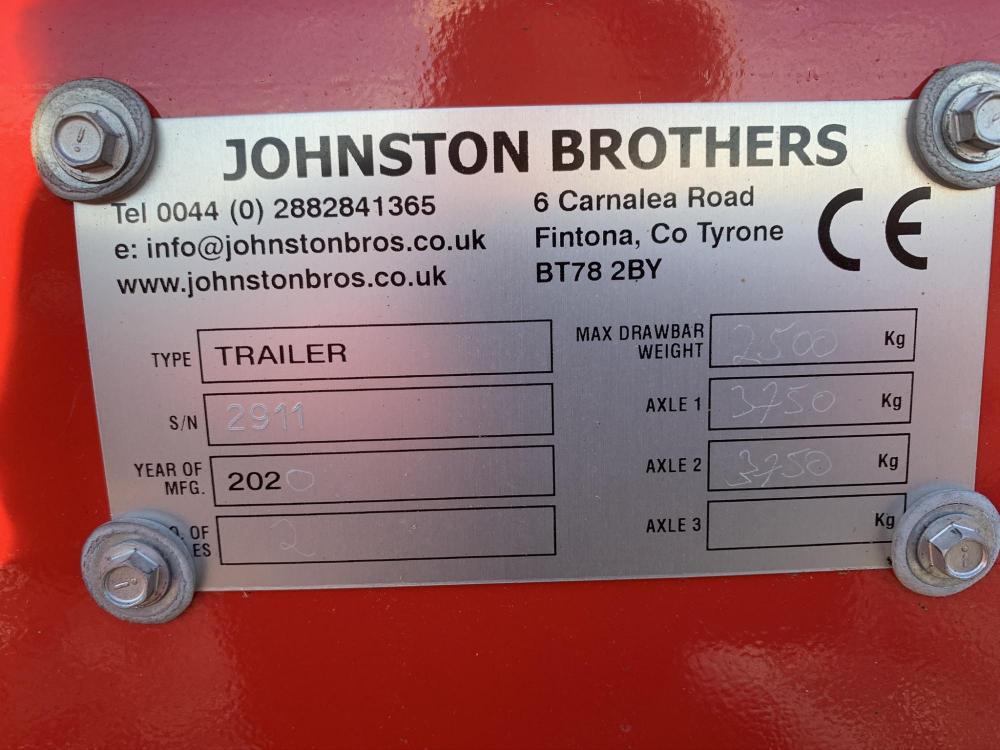 JOHNSTON BROTHERS
Tel 0044 (0) 2882841365
e: info@johnstonbros.co.uk
www.johnstonbros.co.uk
6 Carnalea Road
Fintona, Co Tyrone
BT78 2BY
CE
TYPE TRAILER
S/N 2911
YEAR OF
MFG. 2020
OF
ES 2
MAX DRAWBAR
WEIGHT 2500 Kg
AXLE 1 3750 Kg
AXLE 2 3750 Kg
AXLE 3 Kg